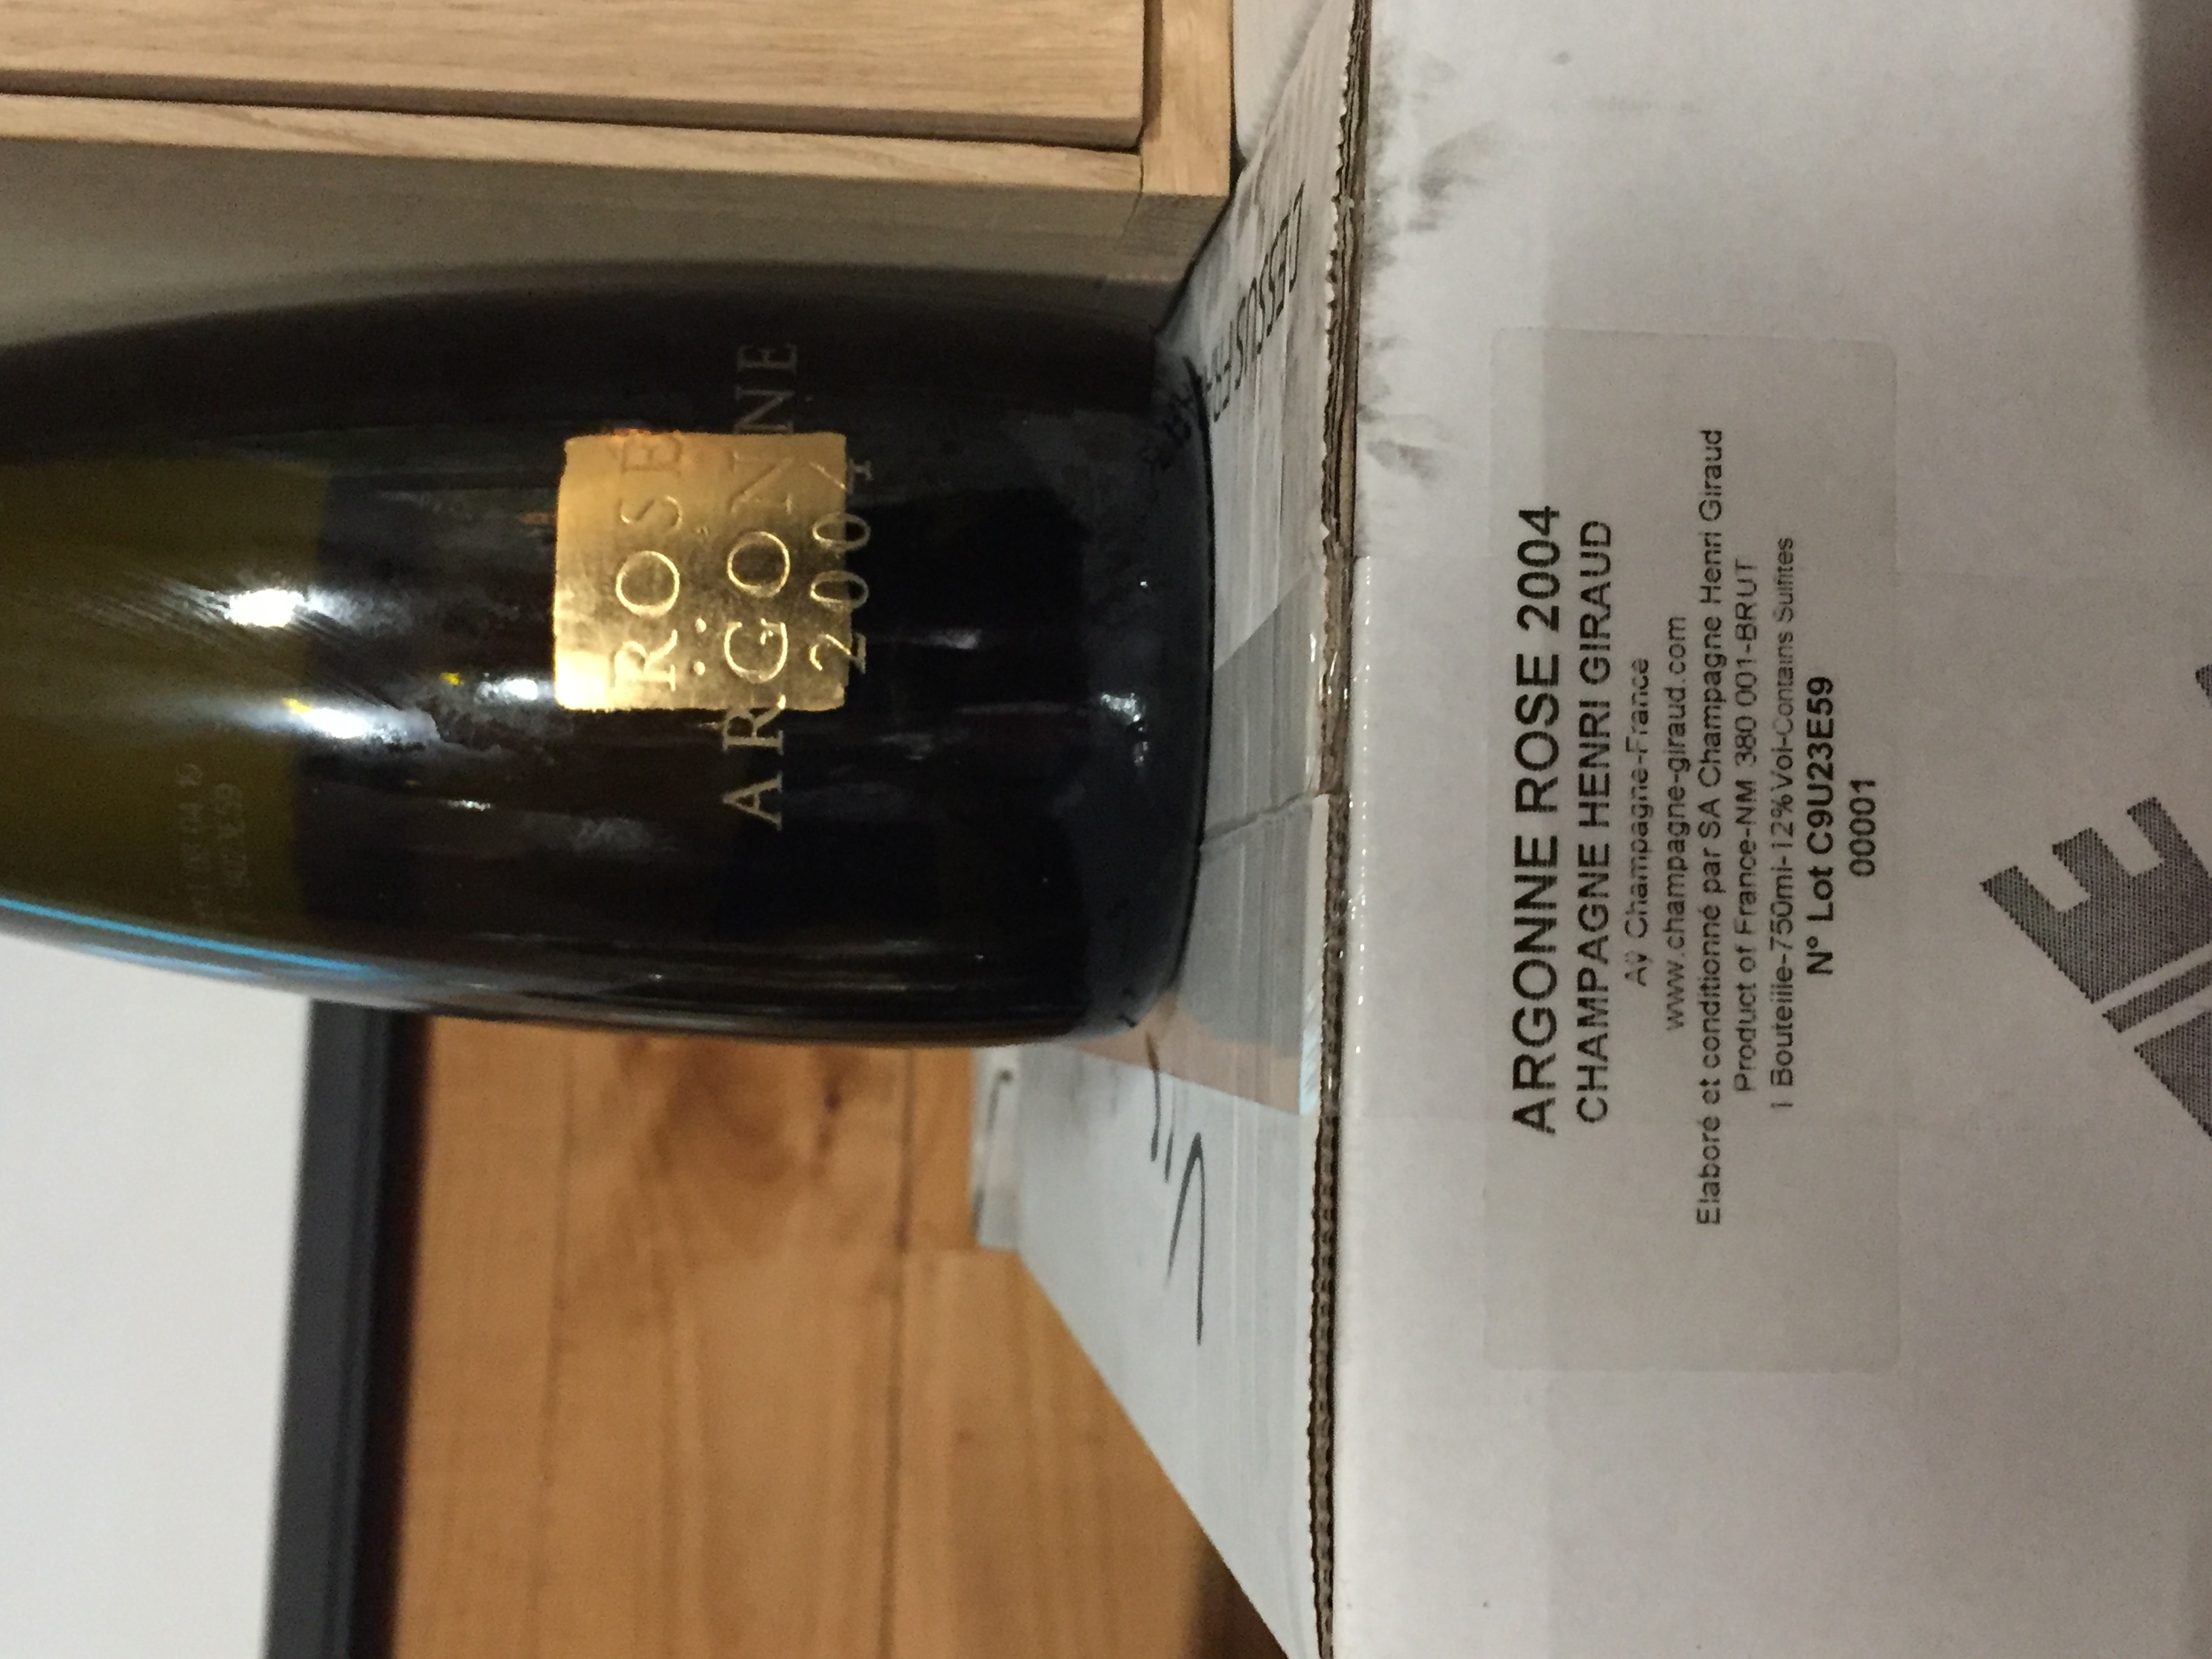 ROSÉ
ARGONNE
2004
DESSUS FRA
ARGONNE ROSE 2004
CHAMPAGNE HENRI GIRAUD
Aÿ Champagne-France
www.champagne-giraud.com
Elaboré et conditionné par SA Champagne Henri Giraud
Product of France-NM 380 001-BRUT
1 Bouteille-750ml-12%Vol-Contains Sulfites
N° Lot C9U23E59
00001